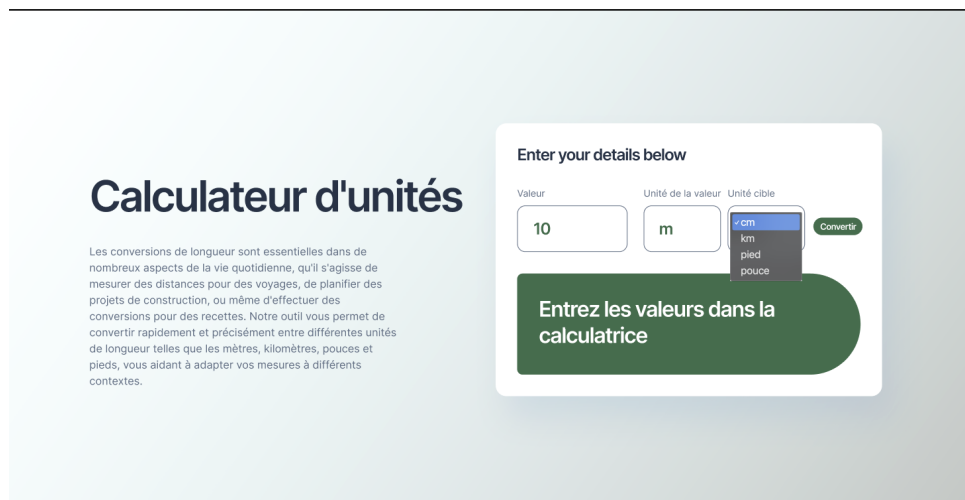 Calculateur d'unités
Les conversions de longueur sont essentielles dans de
nombreux aspects de la vie quotidienne, qu'il s'agisse de
mesurer des distances pour des voyages, de planifier des
projets de construction, ou même d'effectuer des
conversions pour des recettes. Notre outil vous permet de
convertir rapidement et précisément entre différentes unités
de longueur telles que les mètres, kilomètres, pouces et
pieds, vous aidant à adapter vos mesures à différents
contextes.
Enter your details below
Valeur Unité de la valeur Unité cible
10 m
✓ cm
km
pied
pouce
Convertir
Entrez les valeurs dans la
calculatrice